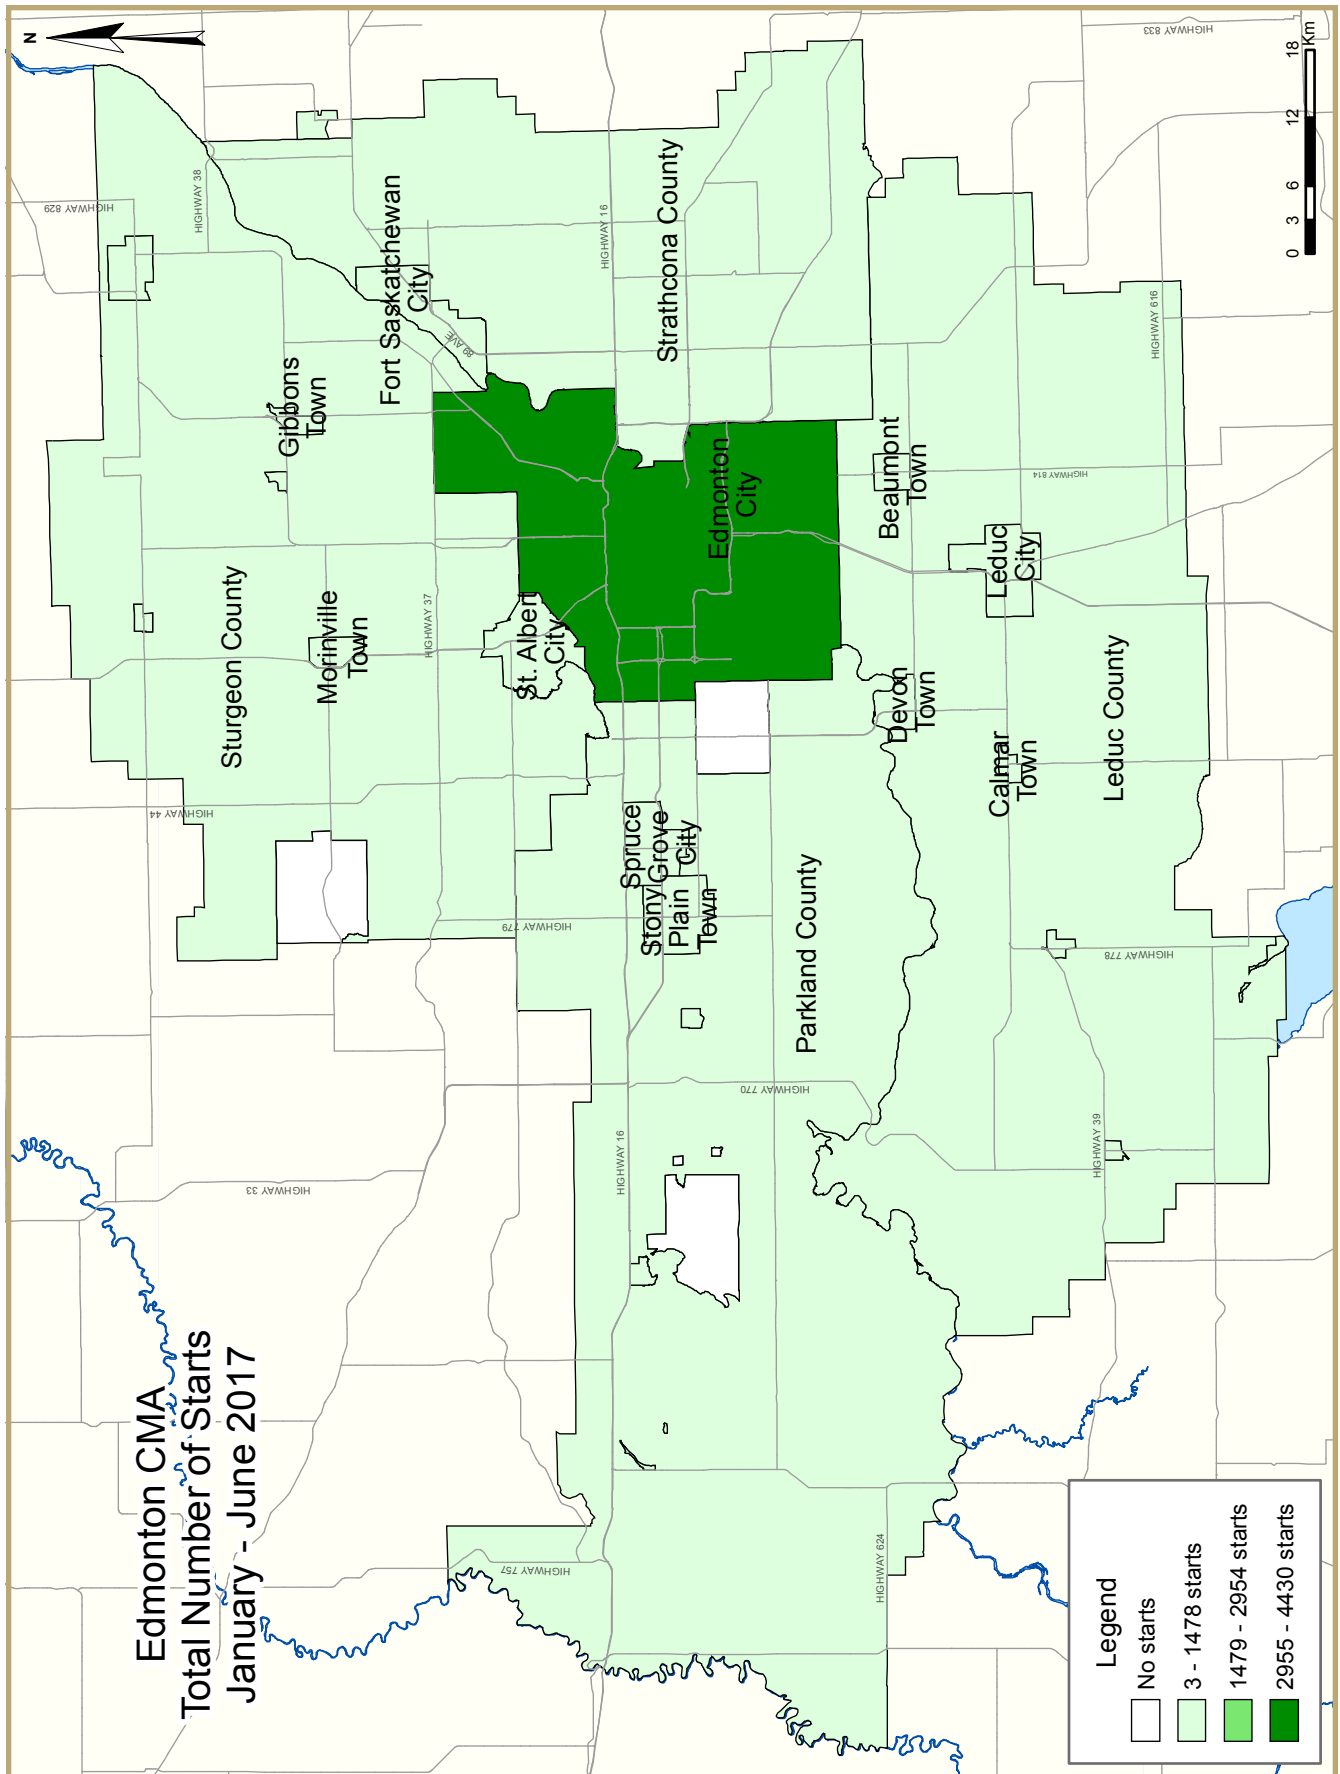 Edmonton CMA
Total Number of Starts
January - June 2017
N
HIGHWAY 829
HIGHWAY 38
HIGHWAY 833
Fort Saskatchewan
City
HIGHWAY 16
Strathcona County
89 AVE
Gibbons
Town
HIGHWAY 616
Edmonton
City
Beaumont
Town
HIGHWAY 814
Sturgeon County
Morinville
Town
HIGHWAY 37
St. Albert
City
Leduc
City
Devon
Town
Calmar
Town
Leduc County
HIGHWAY 44
Spruce
Grove
City
Stony
Plain
Town
HIGHWAY 779
Parkland County
HIGHWAY 778
HIGHWAY 770
HIGHWAY 33
HIGHWAY 16
HIGHWAY 39
HIGHWAY 757
HIGHWAY 624
Legend
No starts
3 - 1478 starts
1479 - 2954 starts
2955 - 4430 starts
0 3 6 12 18
Km